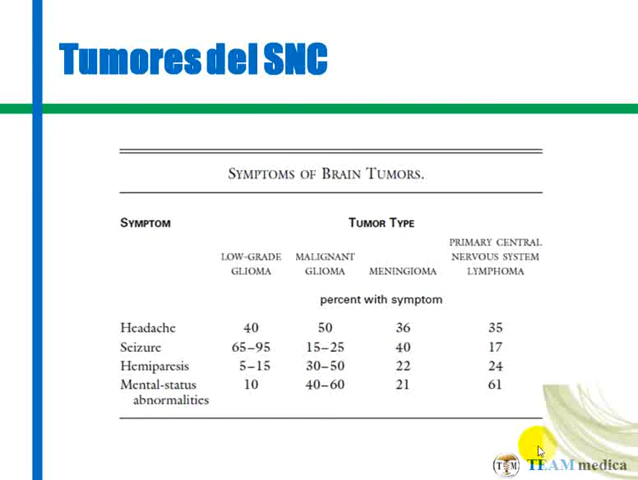 Tumores del SNC
SYMPTOMS OF BRAIN TUMORS.
SYMPTOM TUMOR TYPE
LOW-GRADE GLIOMA MALIGNANT GLIOMA MENINGIOMA PRIMARY CENTRAL NERVOUS SYSTEM LYMPHOMA
percent with symptom
Headache 40 50 36 35
Seizure 65–95 15–25 40 17
Hemiparesis 5–15 30–50 22 24
Mental-status 10 40–60 21 61
abnormalities
TEAM medica